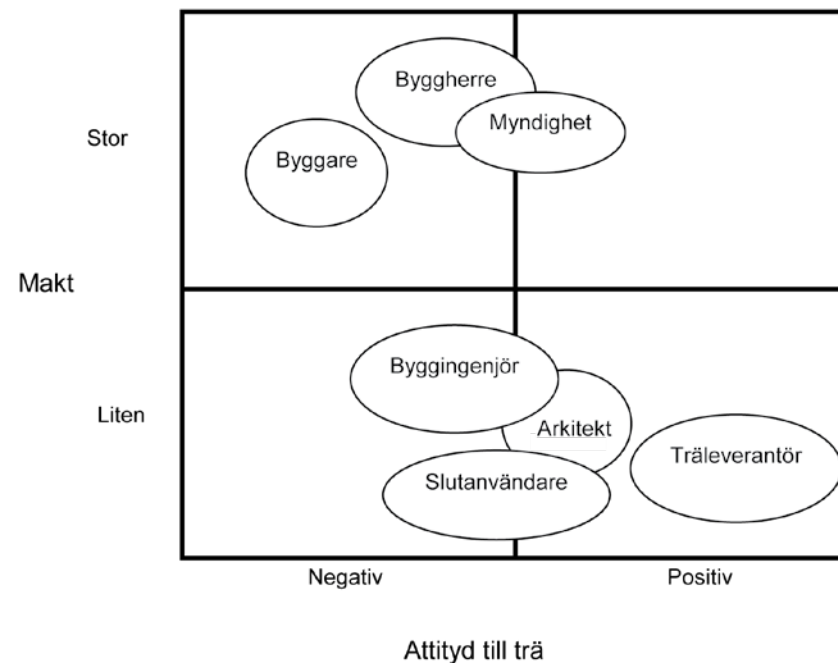 Byggherre
Myndighet
Stor
Byggare
Makt
Byggingenjör
Liten
Arkitekt
Träleverantör
Slutanvändare
Negativ
Positiv
Attityd till trä